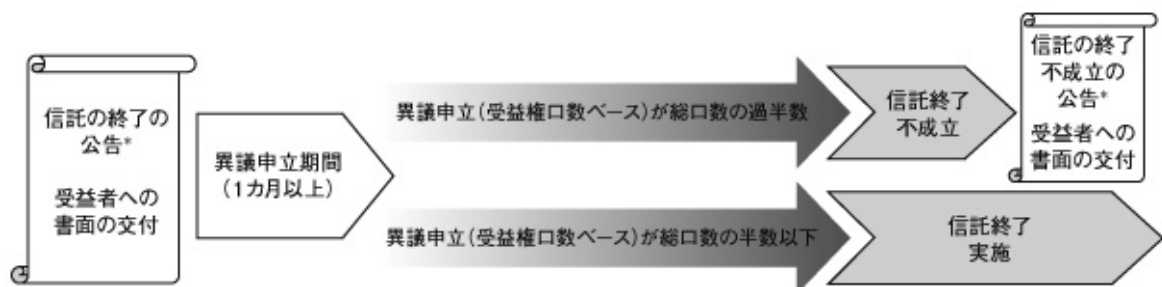 信託の終了の
公告*
受益者への
書面の交付
異議申立期間
(1カ月以上)
異議申立(受益権口数ベース)が総口数の過半数
信託終了
不成立
信託の終了
不成立の
公告*
受益者への
書面の交付
異議申立(受益権口数ベース)が総口数の半数以下
信託終了
実施